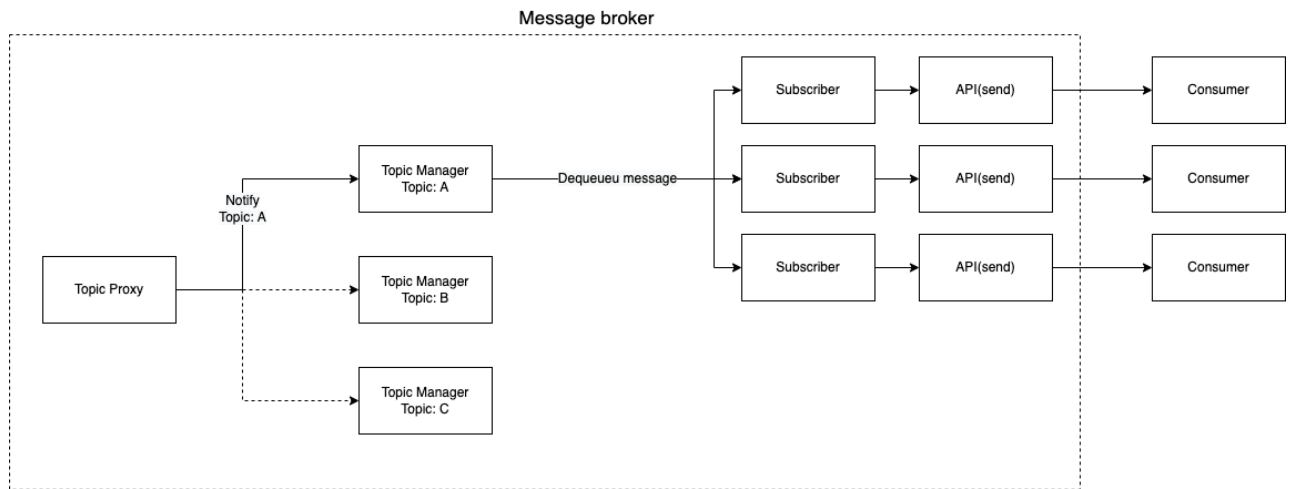 Message broker
Subscriber
API(send)
Consumer
Topic Manager
Topic: A
Dequeueu message
Subscriber
API(send)
Consumer
Notify
Topic: A
Subscriber
API(send)
Consumer
Topic Proxy
Topic Manager
Topic: B
Topic Manager
Topic: C